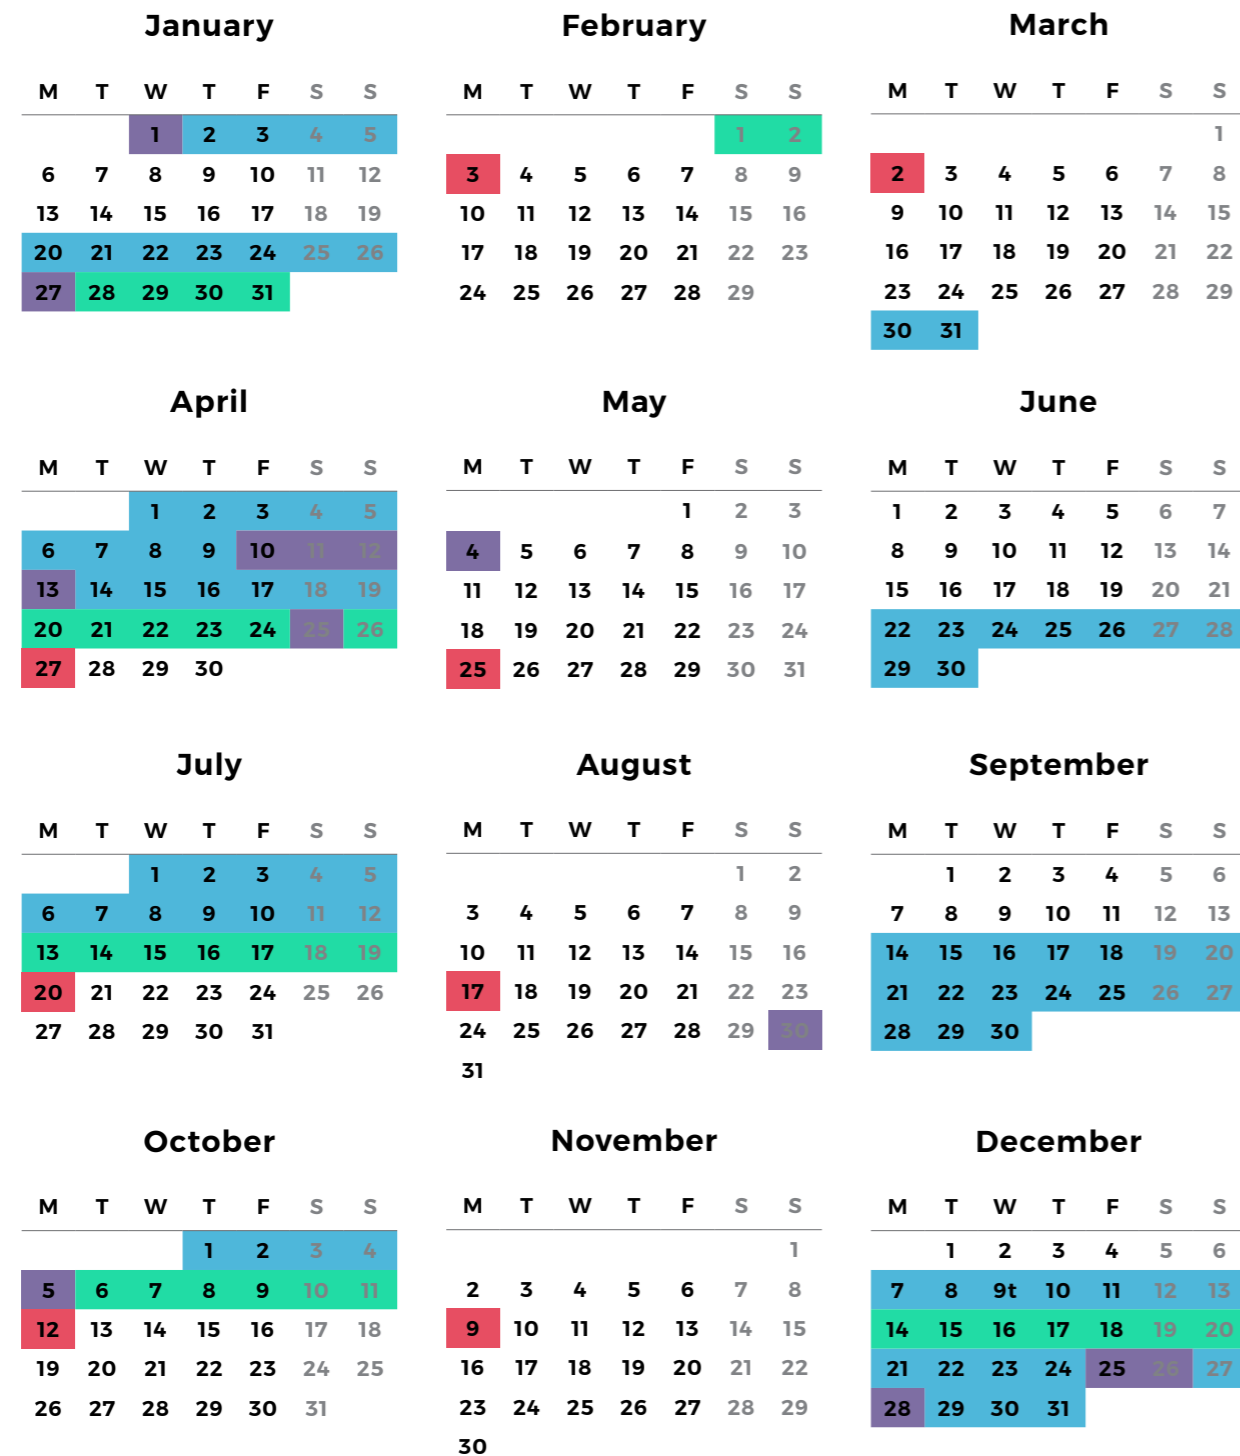 January
M T W T F S S
1 2 3 4 5
6 7 8 9 10 11 12
13 14 15 16 17 18 19
20 21 22 23 24 25 26
27 28 29 30 31
February
M T W T F S S
1 2
3 4 5 6 7 8 9
10 11 12 13 14 15 16
17 18 19 20 21 22 23
24 25 26 27 28 29
March
M T W T F S S
1
2 3 4 5 6 7 8
9 10 11 12 13 14 15
16 17 18 19 20 21 22
23 24 25 26 27 28 29
30 31
April
M T W T F S S
1 2 3 4 5
6 7 8 9 10 11 12
13 14 15 16 17 18 19
20 21 22 23 24 25 26
27 28 29 30
May
M T W T F S S
1 2 3
4 5 6 7 8 9 10
11 12 13 14 15 16 17
18 19 20 21 22 23 24
25 26 27 28 29 30 31
June
M T W T F S S
1 2 3 4 5 6 7
8 9 10 11 12 13 14
15 16 17 18 19 20 21
22 23 24 25 26 27 28
29 30
July
M T W T F S S
1 2 3 4 5
6 7 8 9 10 11 12
13 14 15 16 17 18 19
20 21 22 23 24 25 26
27 28 29 30 31
August
M T W T F S S
1 2
3 4 5 6 7 8 9
10 11 12 13 14 15 16
17 18 19 20 21 22 23
24 25 26 27 28 29 30
31
September
M T W T F S S
1 2 3 4 5 6
7 8 9 10 11 12 13
14 15 16 17 18 19 20
21 22 23 24 25 26 27
28 29 30
October
M T W T F S S
1 2 3 4
5 6 7 8 9 10 11
12 13 14 15 16 17 18
19 20 21 22 23 24 25
26 27 28 29 30 31
November
M T W T F S S
1
2 3 4 5 6 7 8
9 10 11 12 13 14 15
16 17 18 19 20 21 22
23 24 25 26 27 28 29
30
December
M T W T F S S
1 2 3 4 5 6
7 8 9t 10 11 12 13
14 15 16 17 18 19 20
21 22 23 24 25 26 27
28 29 30 31